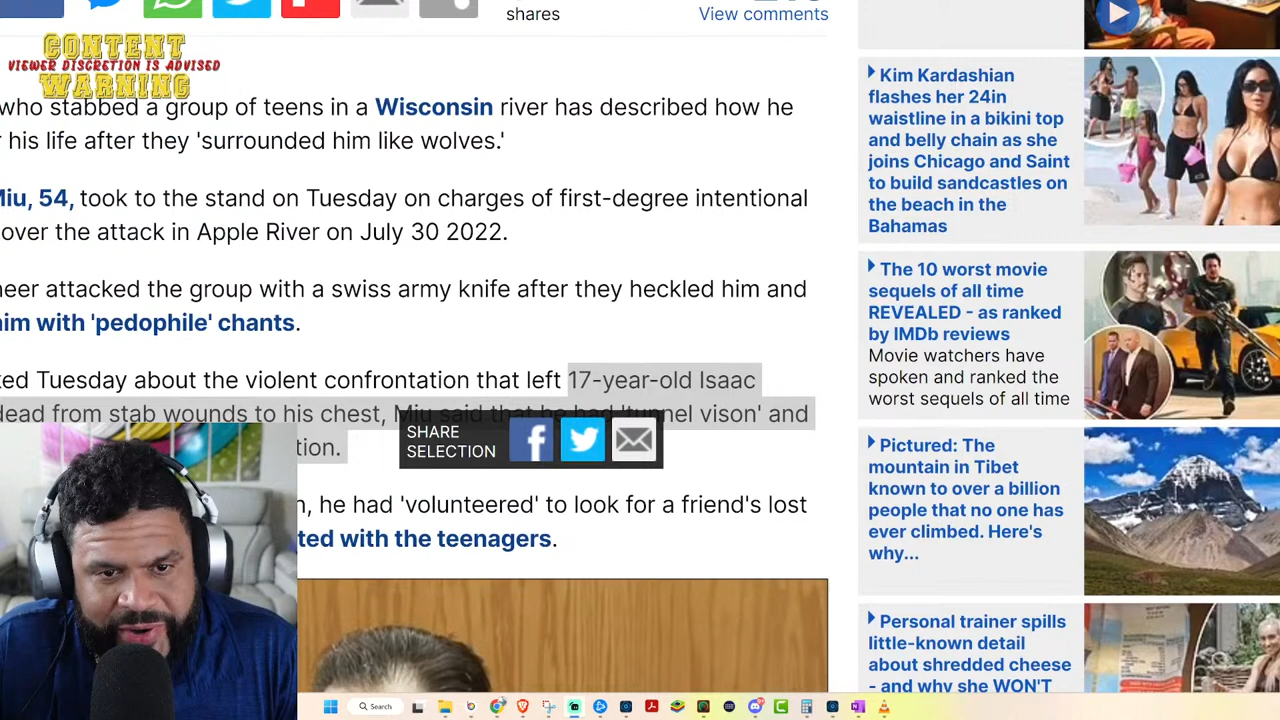 shares
View comments
CONTENT
VIEWER DISCRETION IS ADVISED
WARNING
who stabbed a group of teens in a Wisconsin river has described how he
his life after they 'surrounded him like wolves.'
Miu, 54, took to the stand on Tuesday on charges of first-degree intentional
over the attack in Apple River on July 30 2022.
neer attacked the group with a swiss army knife after they heckled him and
him with 'pedophile' chants.
ked Tuesday about the violent confrontation that left 17-year-old Isaac
dead from stab wounds to his chest, Miu said that he had 'tunnel vison' and
tion.
SHARE
SELECTION
n, he had 'volunteered' to look for a friend's lost
ted with the teenagers.
Kim Kardashian
flashes her 24in
waistline in a bikini top
and belly chain as she
joins Chicago and Saint
to build sandcastles on
the beach in the
Bahamas
The 10 worst movie
sequels of all time
REVEALED - as ranked
by IMDb reviews
Movie watchers have
spoken and ranked the
worst sequels of all time
Pictured: The
mountain in Tibet
known to over a billion
people that no one has
ever climbed. Here's
why...
Personal trainer spills
little-known detail
about shredded cheese
- and why she WON'T
Search